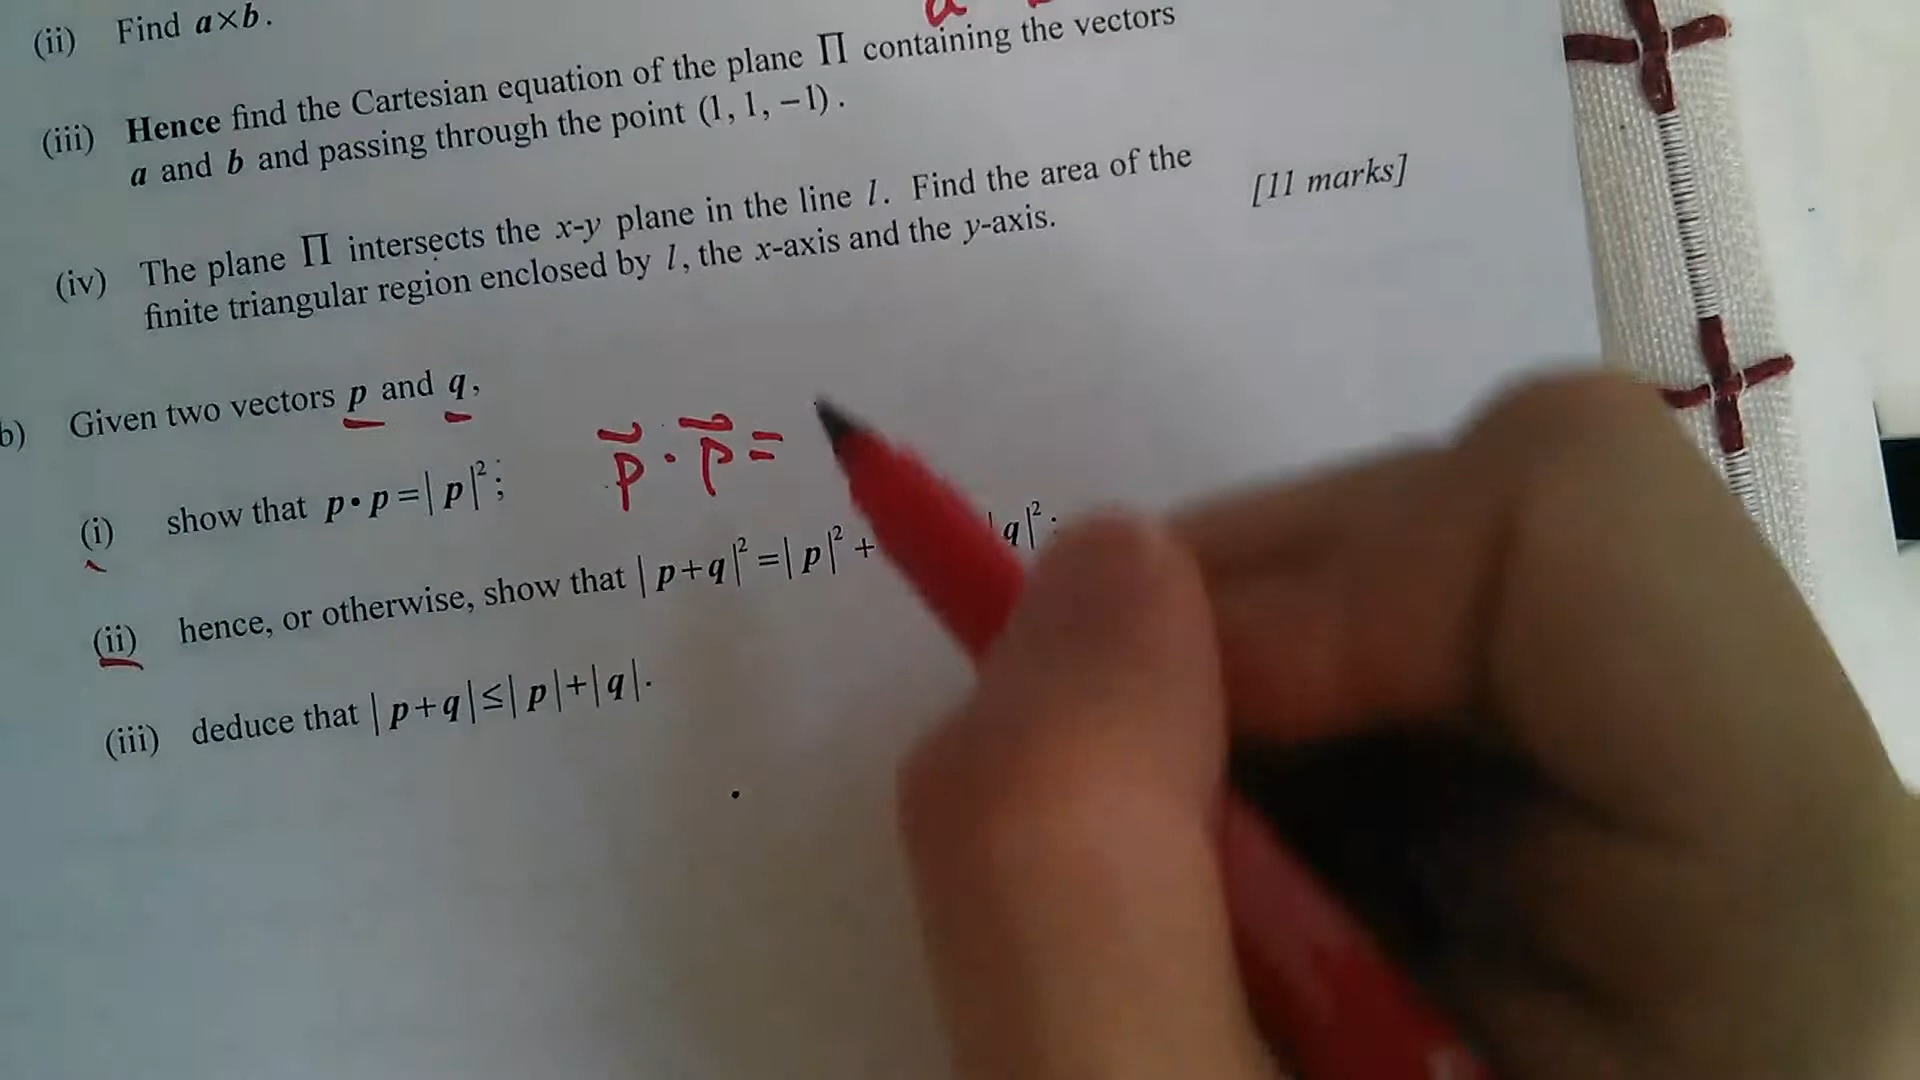 (ii) Find a×b.
(iii) Hence find the Cartesian equation of the plane Π containing the vectors
a and b and passing through the point (1, 1, −1).
(iv) The plane Π intersects the x-y plane in the line l. Find the area of the
finite triangular region enclosed by l, the x-axis and the y-axis.
[11 marks]
b) Given two vectors p and q,
(i) show that p•p=|p|²;
p⃗ · p⃗ =
(ii) hence, or otherwise, show that |p+q|²=|p|²+ |q|²;
(iii) deduce that |p+q|≤|p|+|q|.